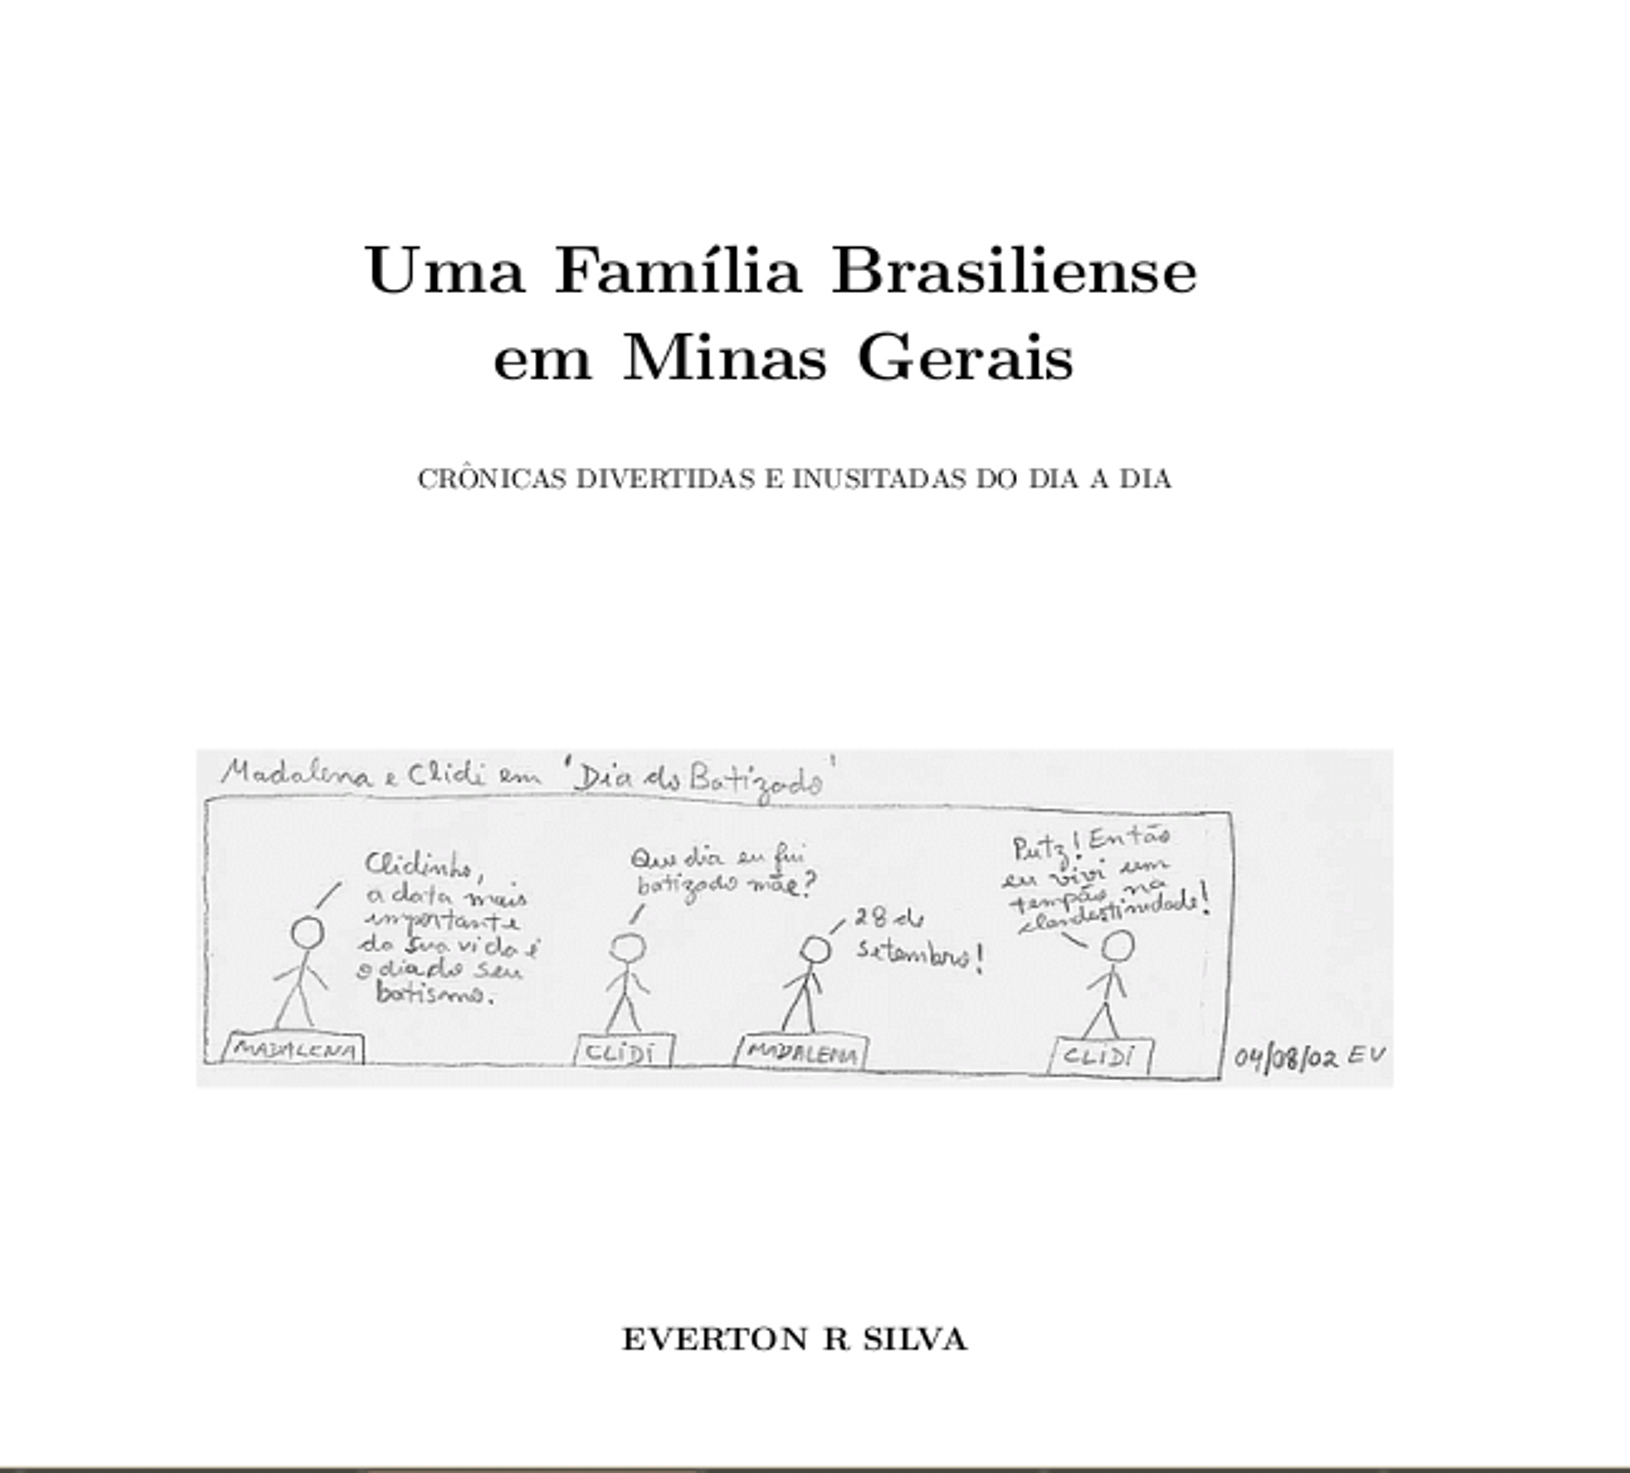 Uma Família Brasiliense
em Minas Gerais
CRÔNICAS DIVERTIDAS E INUSITADAS DO DIA A DIA
Madalena e Clidi em 'Dia do Batizado'
Clidinho,
a data mais
importante
da sua vida é
o dia do seu
batismo.
MADALENA
Que dia eu fui
batizado mãe?
CLIDI
28 de
setembro!
MADALENA
Putz! Então
eu vivi um
tempão na
clandestinidade!
CLIDI
04/08/02 EV
EVERTON R SILVA